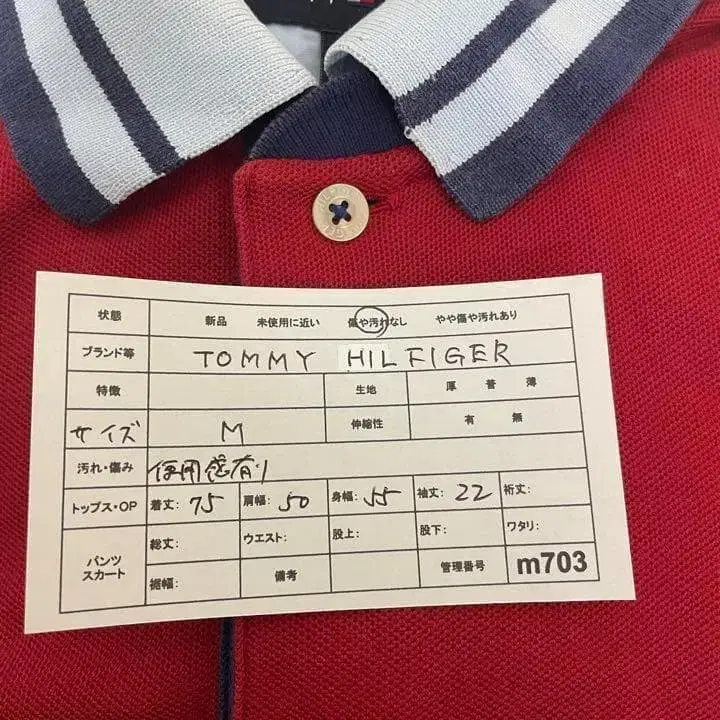 状態 新品 未使用に近い 傷や汚れなし やや傷や汚れあり
ブランド等 TOMMY HILFIGER
特徴 生地 厚 普 薄
サイズ M 伸縮性 有 無
汚れ・傷み 使用感有り
トップス・OP 着丈: 75 肩幅: 50 身幅: 55 袖丈: 22 裄丈:
パンツ スカート 総丈: ウエスト: 股上: 股下: ワタリ:
裾幅: 備考 管理番号 m703